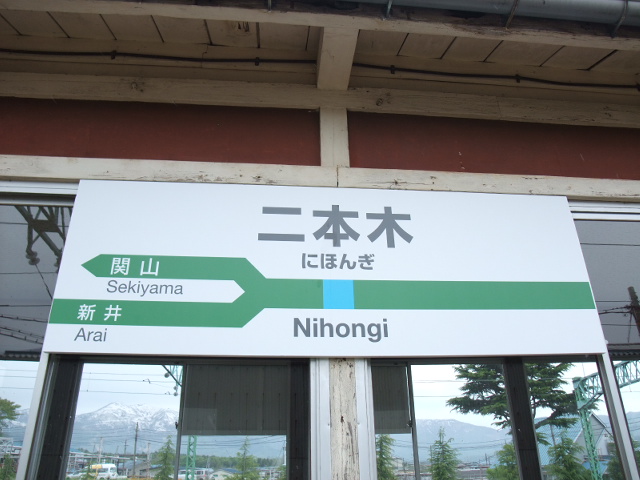 二本木
にほんぎ
関山
Sekiyama
新井
Arai
Nihongi